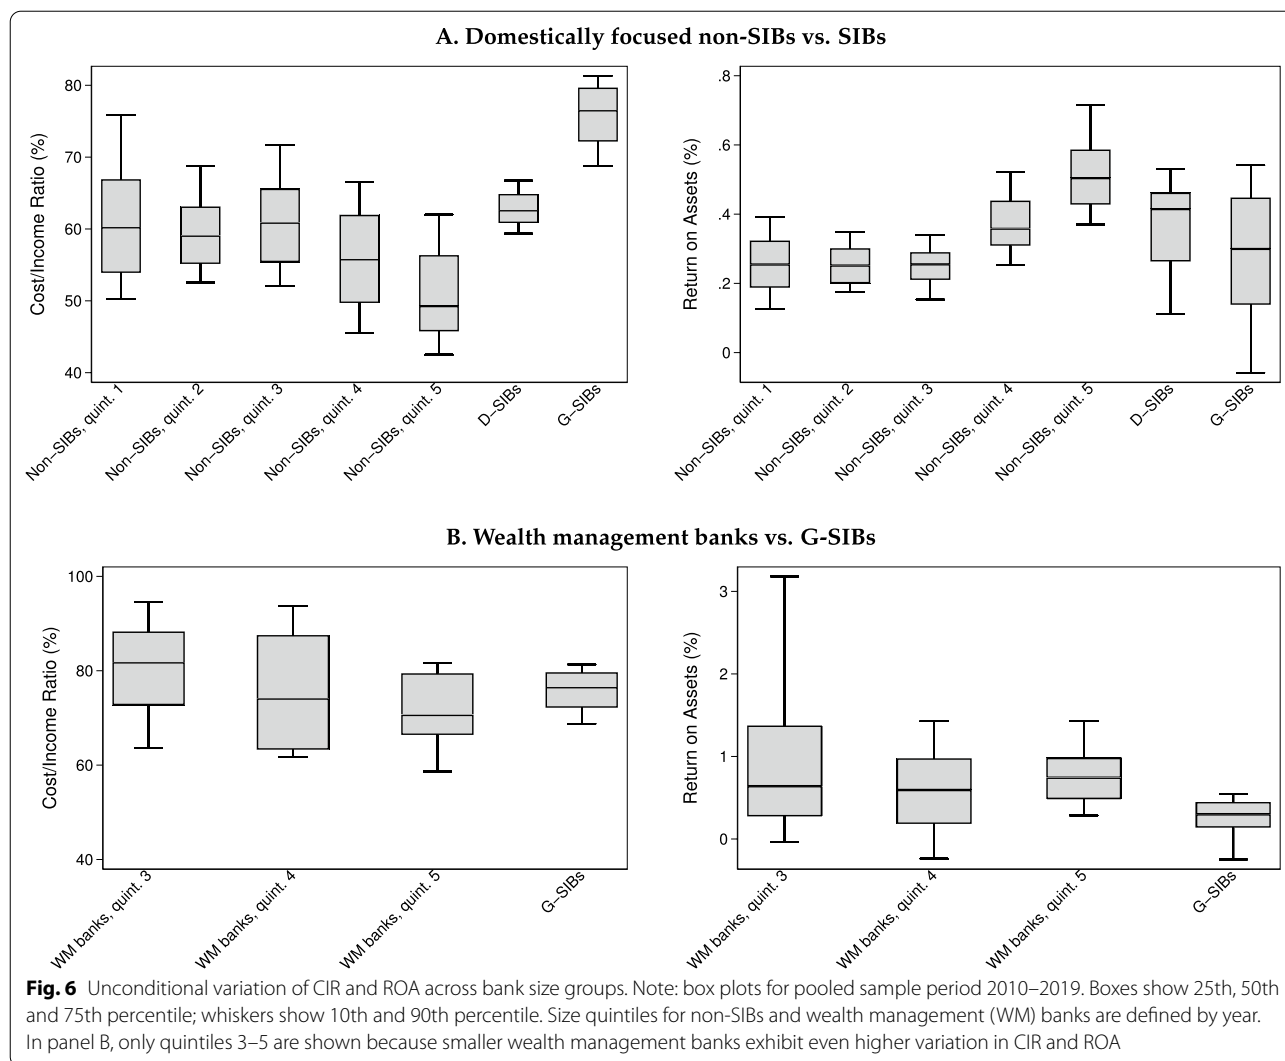 A. Domestically focused non-SIBs vs. SIBs
Cost/Income Ratio (%)
80
70
60
50
40
Non–SIBs, quint. 1
Non–SIBs, quint. 2
Non–SIBs, quint. 3
Non–SIBs, quint. 4
Non–SIBs, quint. 5
D–SIBs
G–SIBs
Return on Assets (%)
.8
.6
.4
.2
0
Non–SIBs, quint. 1
Non–SIBs, quint. 2
Non–SIBs, quint. 3
Non–SIBs, quint. 4
Non–SIBs, quint. 5
D–SIBs
G–SIBs
B. Wealth management banks vs. G-SIBs
Cost/Income Ratio (%)
100
80
60
40
WM banks, quint. 3
WM banks, quint. 4
WM banks, quint. 5
G–SIBs
Return on Assets (%)
3
2
1
0
WM banks, quint. 3
WM banks, quint. 4
WM banks, quint. 5
G–SIBs
Fig. 6 Unconditional variation of CIR and ROA across bank size groups. Note: box plots for pooled sample period 2010–2019. Boxes show 25th, 50th
and 75th percentile; whiskers show 10th and 90th percentile. Size quintiles for non-SIBs and wealth management (WM) banks are defined by year.
In panel B, only quintiles 3–5 are shown because smaller wealth management banks exhibit even higher variation in CIR and ROA